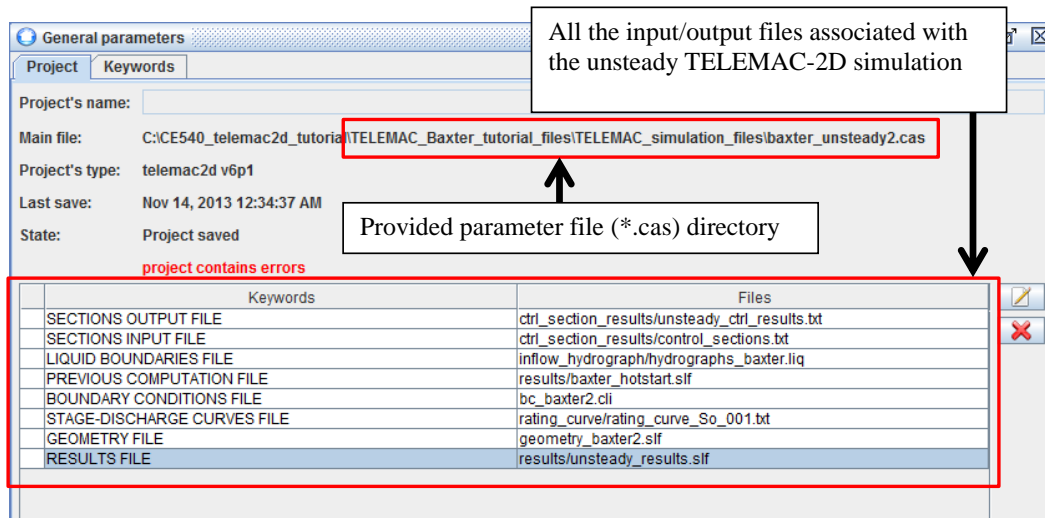 General parameters
All the input/output files associated with
the unsteady TELEMAC-2D simulation
Project Keywords
Project's name:
Main file: C:\CE540_telemac2d_tutorial\TELEMAC_Baxter_tutorial_files\TELEMAC_simulation_files\baxter_unsteady2.cas
Project's type: telemac2d v6p1
Last save: Nov 14, 2013 12:34:37 AM
Provided parameter file (*.cas) directory
State: Project saved
project contains errors
Keywords Files
SECTIONS OUTPUT FILE ctrl_section_results/unsteady_ctrl_results.txt
SECTIONS INPUT FILE ctrl_section_results/control_sections.txt
LIQUID BOUNDARIES FILE inflow_hydrograph/hydrographs_baxter.liq
PREVIOUS COMPUTATION FILE results/baxter_hotstart.slf
BOUNDARY CONDITIONS FILE bc_baxter2.cli
STAGE-DISCHARGE CURVES FILE rating_curve/rating_curve_So_001.txt
GEOMETRY FILE geometry_baxter2.slf
RESULTS FILE results/unsteady_results.slf